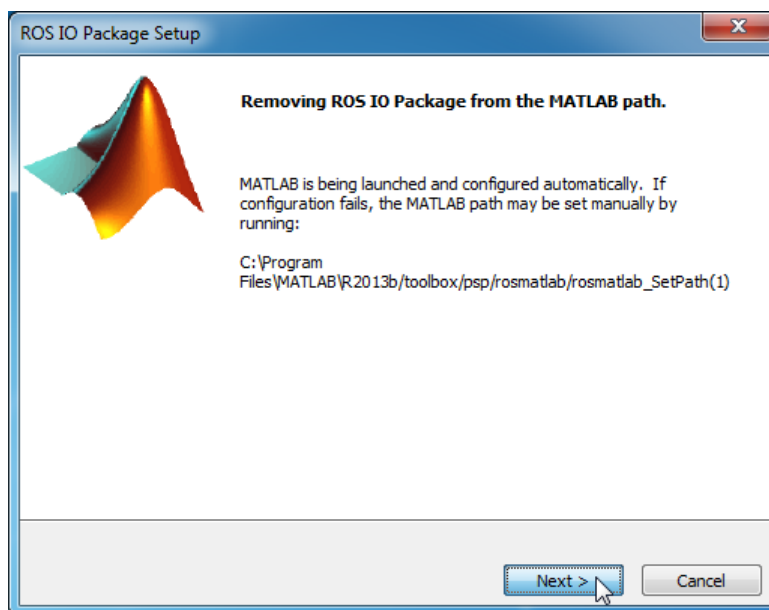 ROS IO Package Setup
Removing ROS IO Package from the MATLAB path.
MATLAB is being launched and configured automatically.  If
configuration fails, the MATLAB path may be set manually by
running:
C:\Program
Files\MATLAB\R2013b/toolbox/psp/rosmatlab/rosmatlab_SetPath(1)
Next >
Cancel